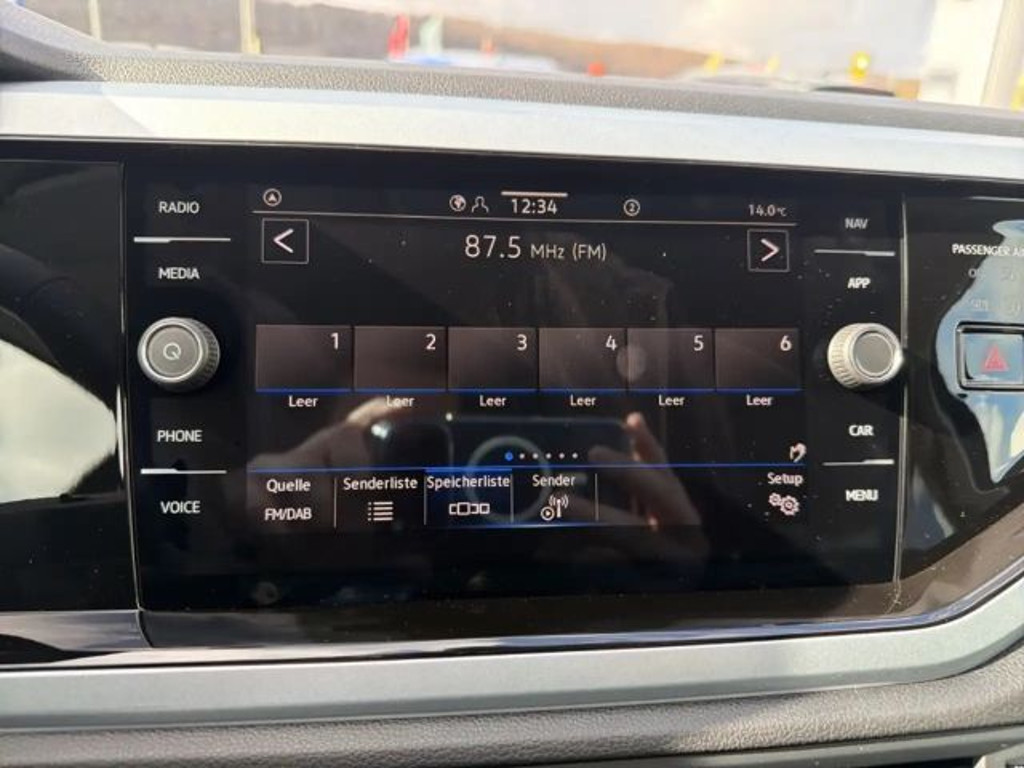 RADIO
MEDIA
PHONE
VOICE
12:34
2
14.0°C
87.5 MHz (FM)
1 2 3 4 5 6
Leer Leer Leer Leer Leer Leer
Quelle Senderliste Speicherliste Sender Setup
FM/DAB
NAV
APP
CAR
MENU
PASSENGER